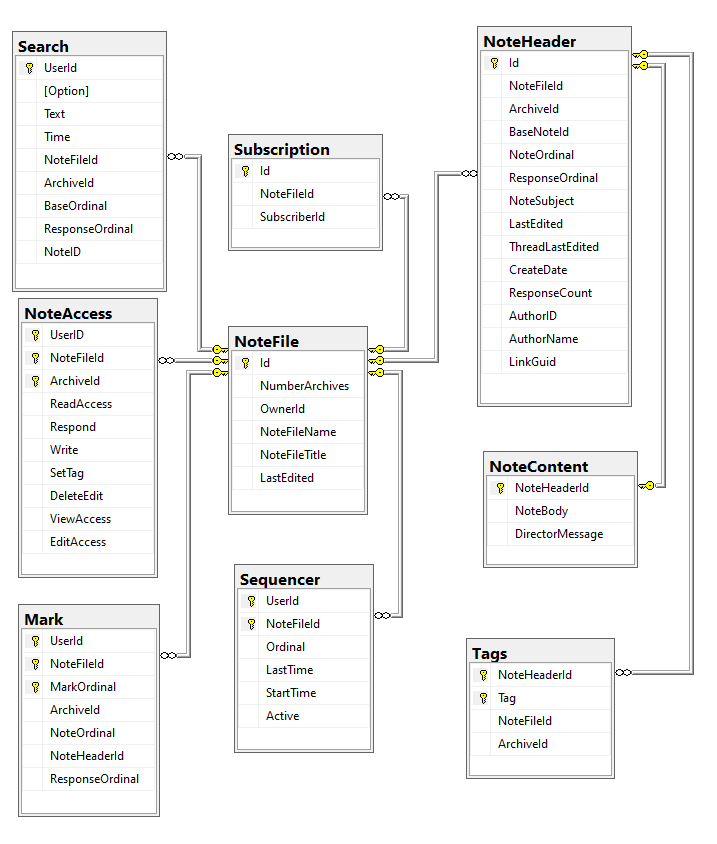 Search
UserId
[Option]
Text
Time
NoteFileId
ArchiveId
BaseOrdinal
ResponseOrdinal
NoteID
NoteAccess
UserID
NoteFileId
ArchiveId
ReadAccess
Respond
Write
SetTag
DeleteEdit
ViewAccess
EditAccess
Mark
UserId
NoteFileId
MarkOrdinal
ArchiveId
NoteOrdinal
NoteHeaderId
ResponseOrdinal
Subscription
Id
NoteFileId
SubscriberId
NoteFile
Id
NumberArchives
OwnerId
NoteFileName
NoteFileTitle
LastEdited
Sequencer
UserId
NoteFileId
Ordinal
LastTime
StartTime
Active
NoteHeader
Id
NoteFileId
ArchiveId
BaseNoteId
NoteOrdinal
ResponseOrdinal
NoteSubject
LastEdited
ThreadLastEdited
CreateDate
ResponseCount
AuthorID
AuthorName
LinkGuid
NoteContent
NoteHeaderId
NoteBody
DirectorMessage
Tags
NoteHeaderId
Tag
NoteFileId
ArchiveId